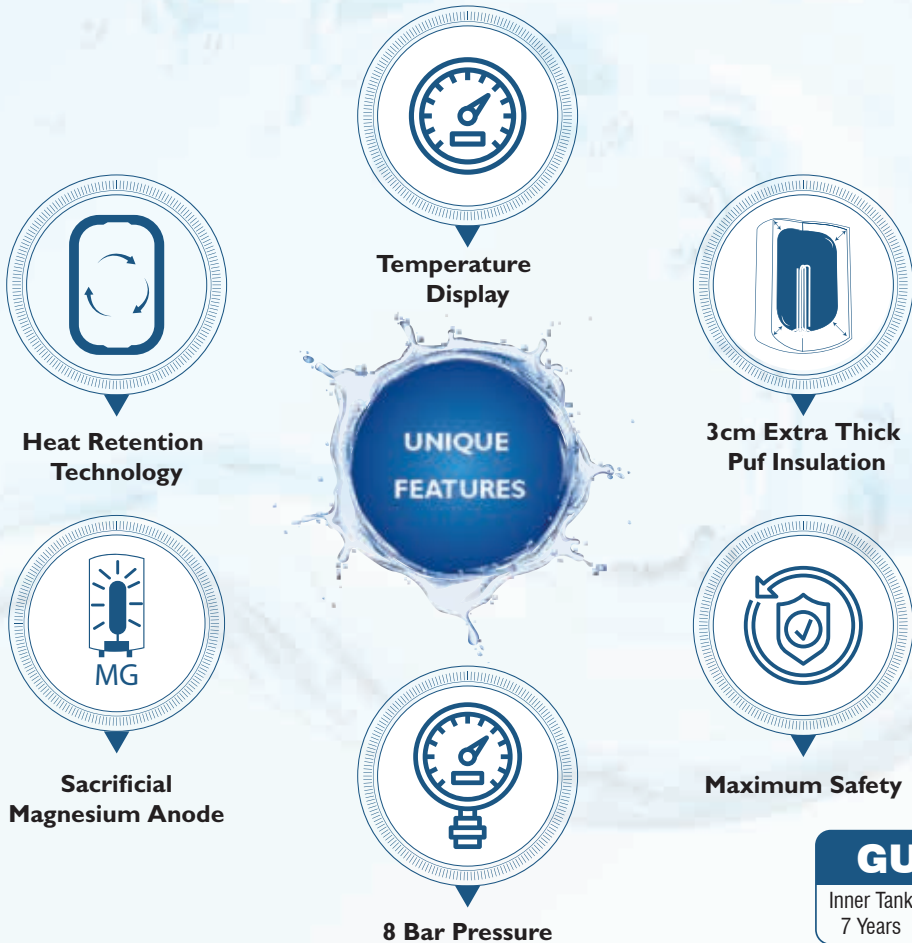 Temperature
Display
Heat Retention
Technology
3cm Extra Thick
Puf Insulation
UNIQUE
FEATURES
MG
Sacrificial
Magnesium Anode
Maximum Safety
8 Bar Pressure
GU
Inner Tank
7 Years